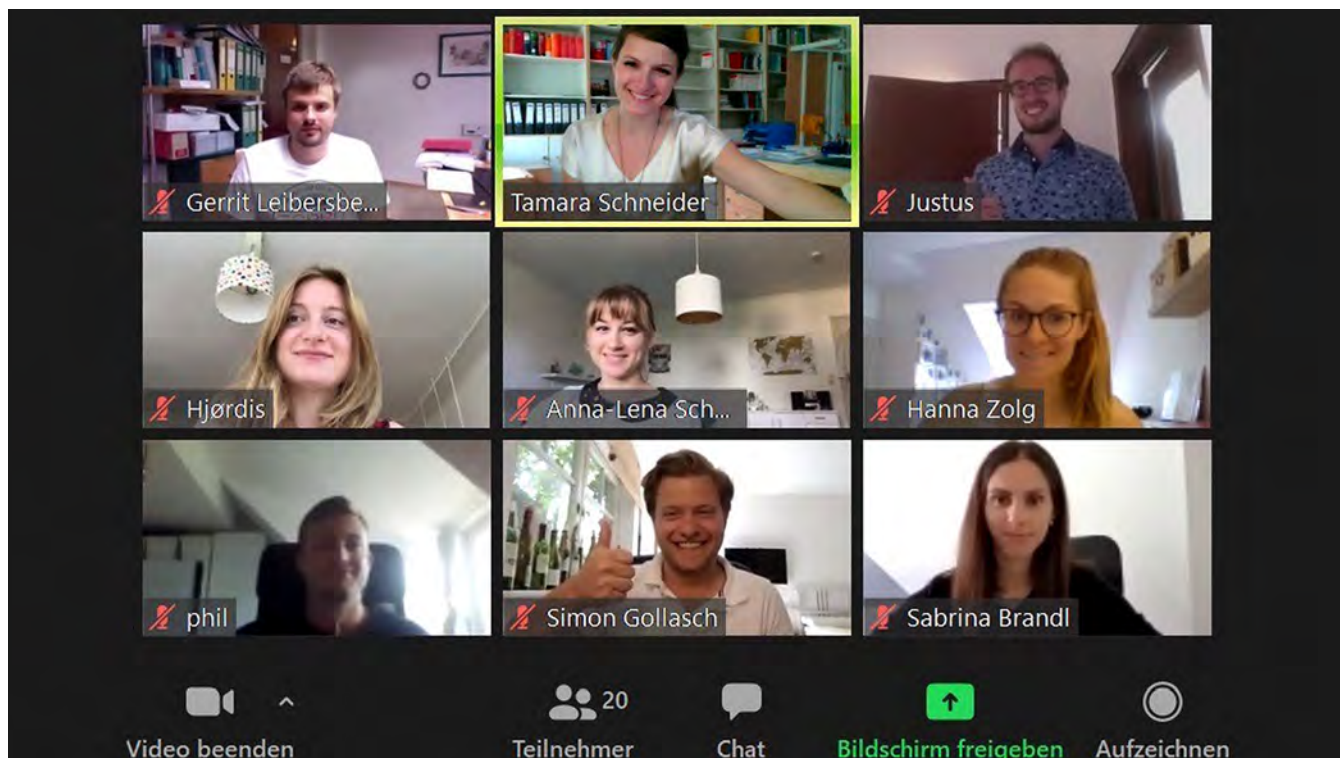 Gerrit Leibersbe...
Tamara Schneider
Justus
Hjørdis
Anna-Lena Sch...
Hanna Zolg
phil
Simon Gollasch
Sabrina Brandl
20
Video beenden
Teilnehmer
Chat
Bildschirm freigeben
Aufzeichnen